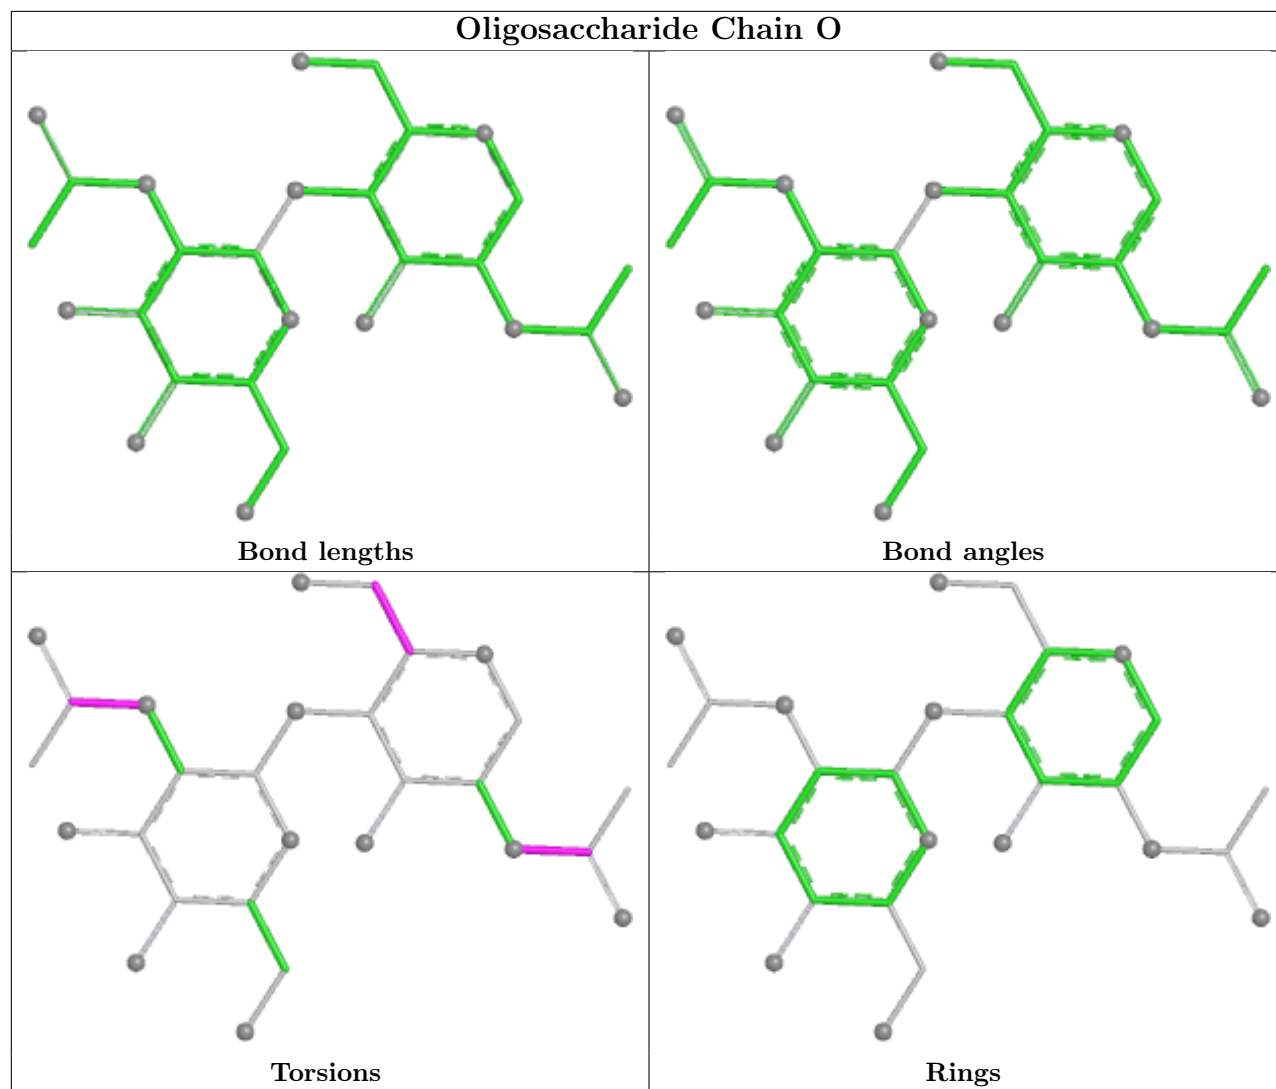 Oligosaccharide Chain O
Bond lengths
Bond angles
Torsions
Rings